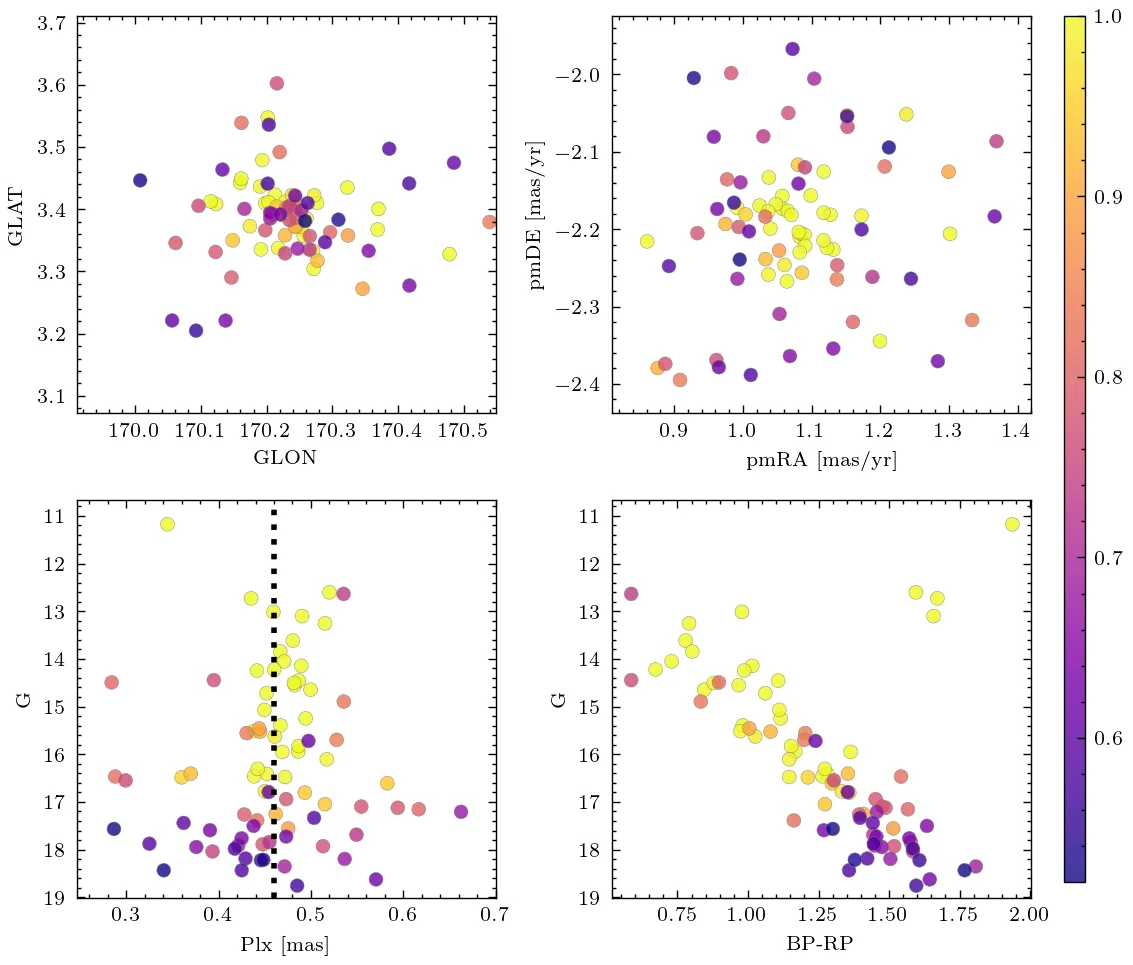 3.7
3.6
3.5
3.4
3.3
3.2
3.1
GLAT
170.0 170.1 170.2 170.3 170.4 170.5
GLON
−2.0
−2.1
−2.2
−2.3
−2.4
pmDE [mas/yr]
0.9 1.0 1.1 1.2 1.3 1.4
pmRA [mas/yr]
1.0
0.9
0.8
0.7
0.6
11
12
13
14
15
16
17
18
19
G
0.3 0.4 0.5 0.6 0.7
Plx [mas]
11
12
13
14
15
16
17
18
19
G
0.75 1.00 1.25 1.50 1.75 2.00
BP-RP